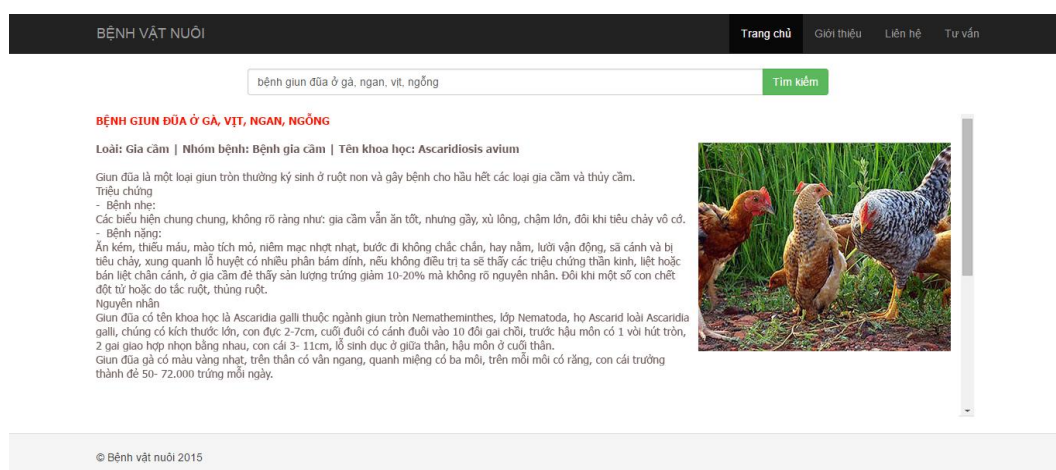 BỆNH VẬT NUÔI
Trang chủ Giới thiệu Liên hệ Tư vấn
bệnh giun đũa ở gà, ngan, vịt, ngỗng
Tìm kiếm
BỆNH GIUN ĐŨA Ở GÀ, VỊT, NGAN, NGỖNG
Loài: Gia cầm | Nhóm bệnh: Bệnh gia cầm | Tên khoa học: Ascaridiosis avium
Giun đũa là một loại giun tròn thường ký sinh ở ruột non và gây bệnh cho hầu hết các loại gia cầm và thủy cầm.
Triệu chứng
- Bệnh nhẹ:
Các biểu hiện chung chung, không rõ ràng như: gia cầm vẫn ăn tốt, nhưng gầy, xù lông, chậm lớn, đôi khi tiêu chảy vô cớ.
- Bệnh nặng:
Ăn kém, thiếu máu, mào tích mó, niêm mạc nhợt nhạt, bước đi không chắc chắn, hay nằm, lười vận động, sã cánh và bị
tiêu chảy, xung quanh lỗ huyệt có nhiều phân bám dính, nếu không điều trị ta sẽ thấy các triệu chứng thần kinh, liệt hoặc
bán liệt chân cánh, ở gia cầm đẻ thấy sản lượng trứng giảm 10-20% mà không rõ nguyên nhân. Đôi khi một số con chết
đột tử hoặc do tắc ruột, thủng ruột.
Nguyên nhân
Giun đũa có tên khoa học là Ascaridia galli thuộc ngành giun tròn Nematheminthes, lớp Nematoda, họ Ascarid loài Ascaridia
galli, chúng có kích thước lớn, con đực 2-7cm, cuối đuôi có cánh đuôi vào 10 đôi gai chồi, trước hậu môn có 1 vòi hút tròn,
2 gai giao hợp nhọn bằng nhau, con cái 3- 11cm, lỗ sinh dục ở giữa thân, hậu môn ở cuối thân.
Giun đũa gà có màu vàng nhạt, trên thân có vân ngang, quanh miệng có ba môi, trên mỗi môi có răng, con cái trưởng
thành đẻ 50- 72.000 trứng mỗi ngày.
© Bệnh vật nuôi 2015